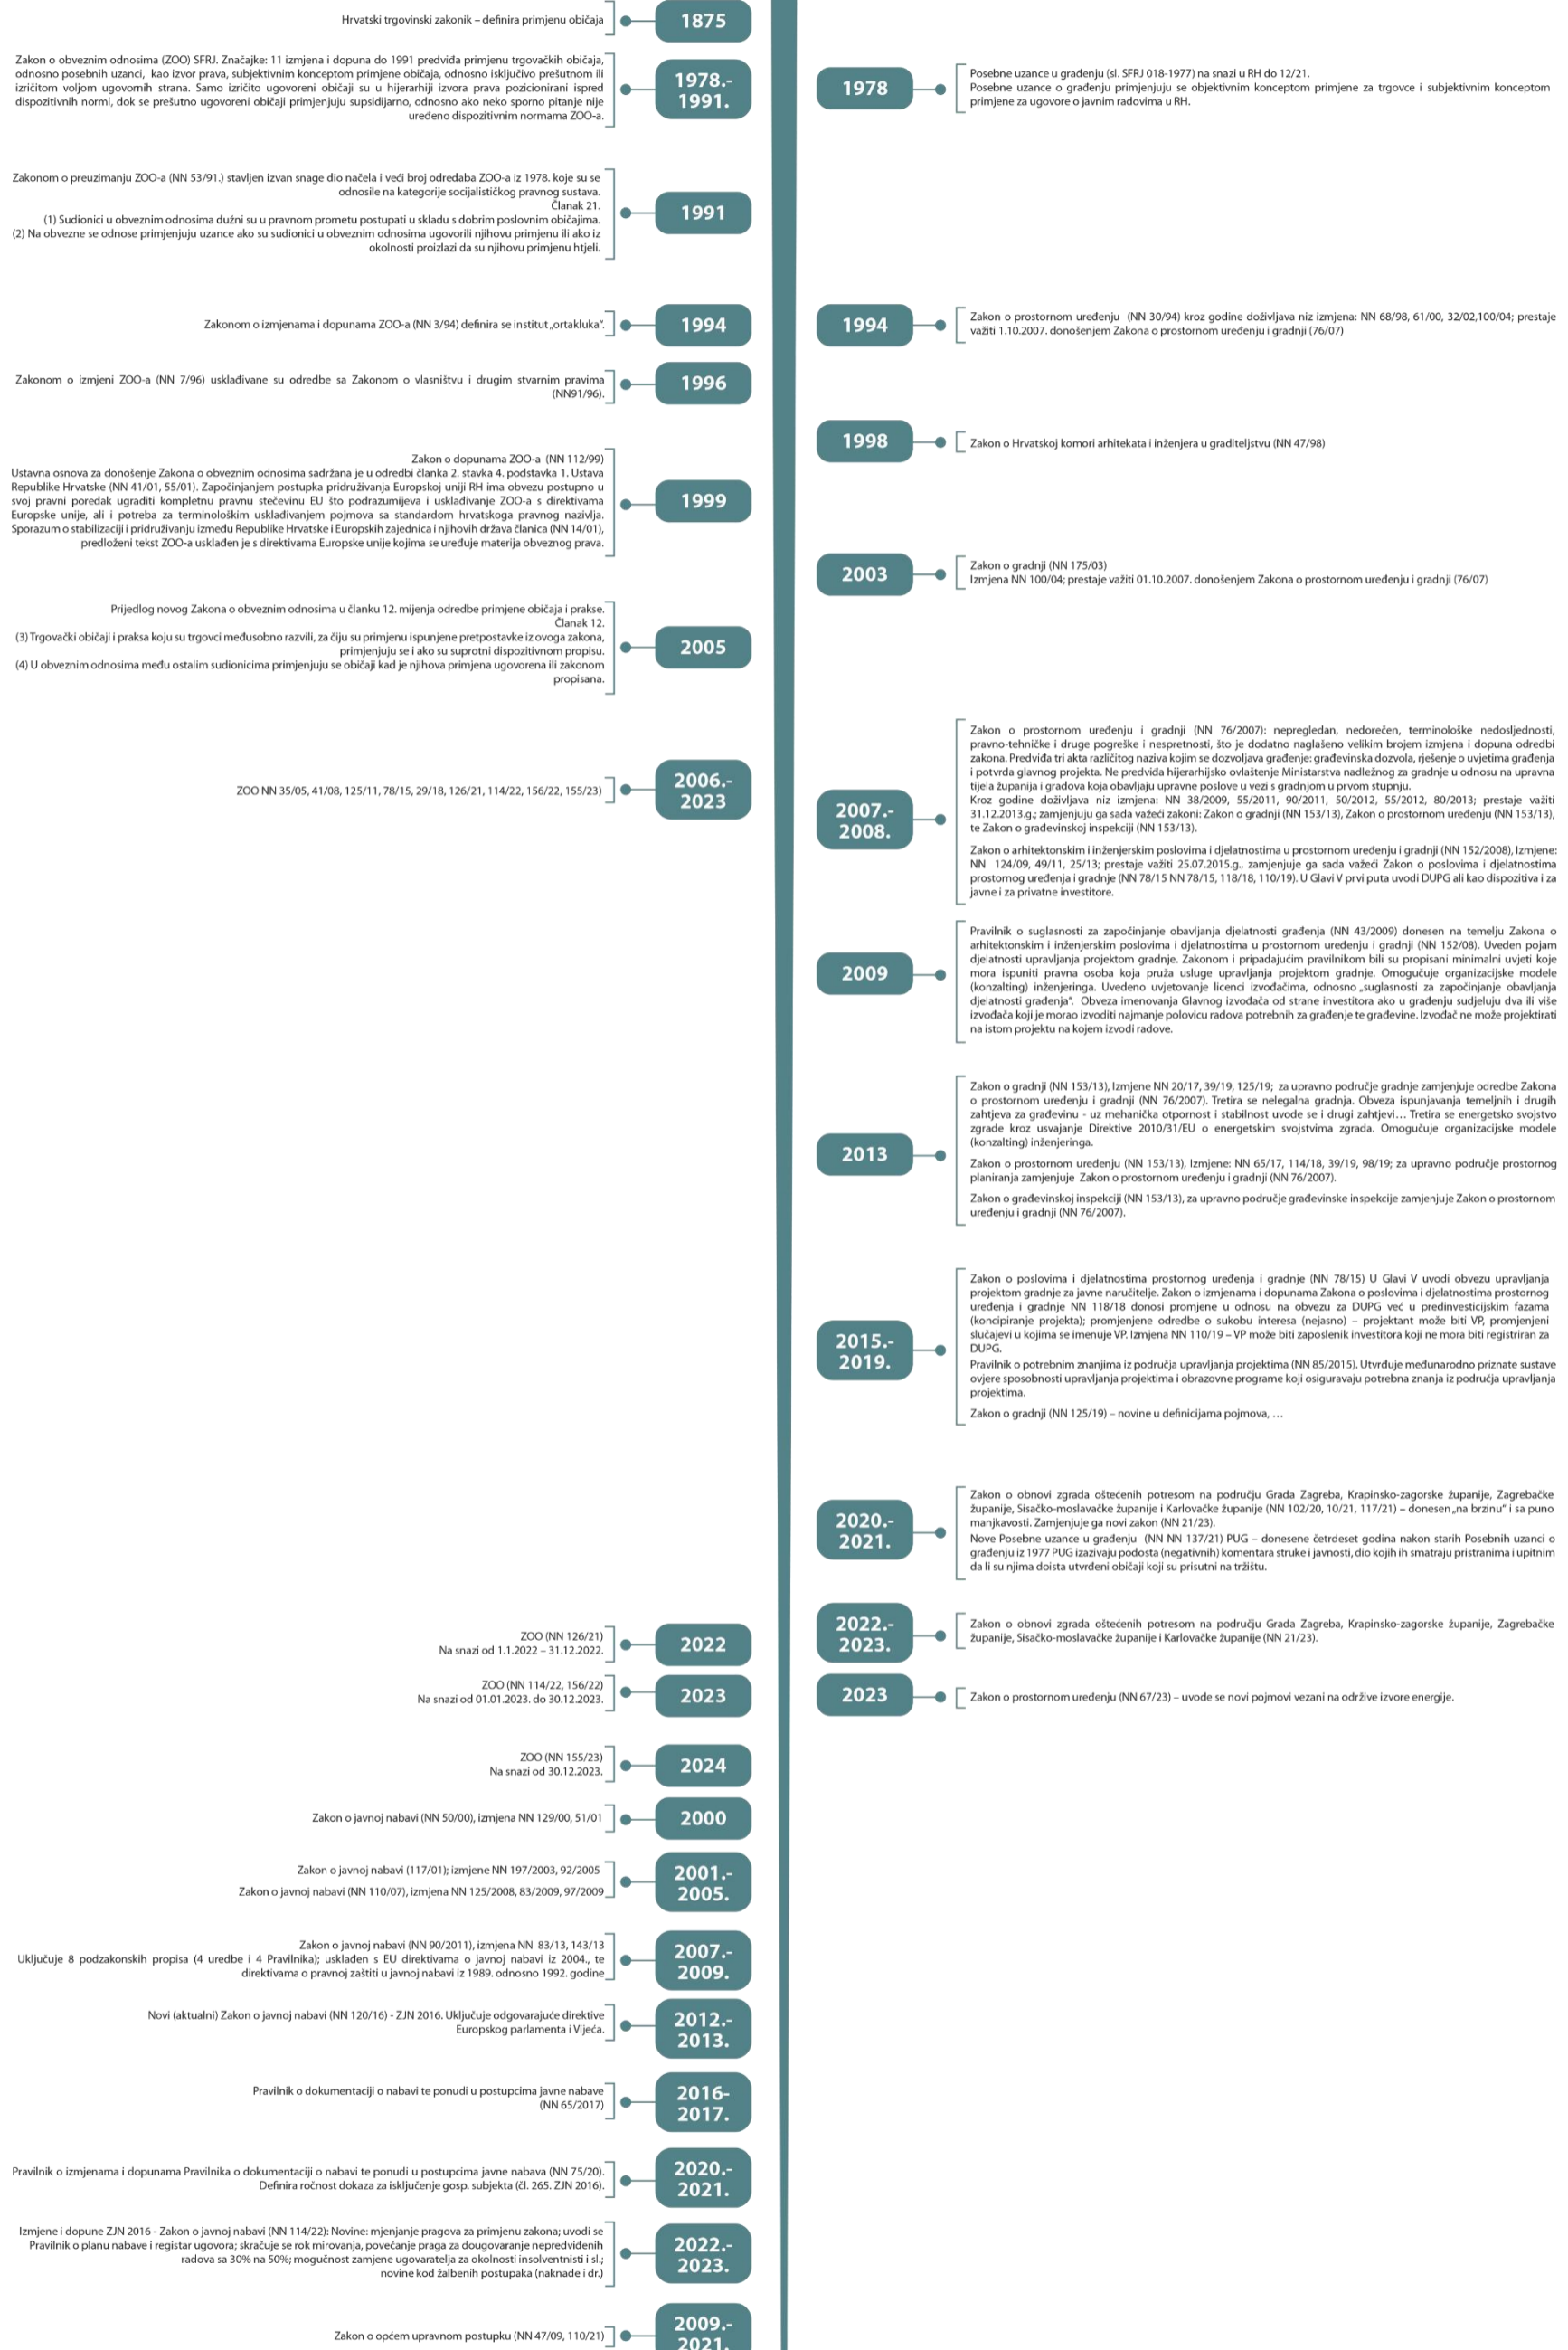 Hrvatski trgovinski zakonik – definira primjenu običaja
1875
Zakon o obveznim odnosima (ZOO) SFRJ. Značajke: 11 izmjena i dopuna do 1991 predviđa primjenu trgovačkih običaja,
odnosno posebnih uzanci, kao izvor prava, subjektivnim konceptom primjene običaja, odnosno isključivo prešutnom ili
izričitom voljom ugovornih strana. Samo izričito ugovoreni običaji su u hijerarhiji izvora prava pozicionirani ispred
dispozitivnih normi, dok se prešutno ugovoreni običaji primjenjuju supsidijarno, odnosno ako neko sporno pitanje nije
uređeno dispozitivnim normama ZOO-a.
1978.-
1991.
1978
Posebne uzance u građenju (sl. SFRJ 018-1977) na snazi u RH do 12/21.
Posebne uzance o građenju primjenjuju se objektivnim konceptom primjene za trgovce i subjektivnim konceptom
primjene za ugovore o javnim radovima u RH.
Zakonom o preuzimanju ZOO-a (NN 53/91.) stavljen izvan snage dio načela i veći broj odredaba ZOO-a iz 1978. koje su se
odnosile na kategorije socijalističkog pravnog sustava.
Članak 21.
(1) Sudionici u obveznim odnosima dužni su u pravnom prometu postupati u skladu s dobrim poslovnim običajima.
(2) Na obvezne se odnose primjenjuju uzance ako su sudionici u obveznim odnosima ugovorili njihovu primjenu ili ako iz
okolnosti proizlazi da su njihovu primjenu htjeli.
1991
Zakonom o izmjenama i dopunama ZOO-a (NN 3/94) definira se institut „ortakluka“.
1994
1994
Zakon o prostornom uređenju (NN 30/94) kroz godine doživljava niz izmjena: NN 68/98, 61/00, 32/02,100/04; prestaje
važiti 1.10.2007. donošenjem Zakona o prostornom uređenju i gradnji (76/07)
Zakonom o izmjeni ZOO-a (NN 7/96) usklađivane su odredbe sa Zakonom o vlasništvu i drugim stvarnim pravima
(NN91/96).
1996
1998
Zakon o Hrvatskoj komori arhitekata i inženjera u graditeljstvu (NN 47/98)
Zakon o dopunama ZOO-a (NN 112/99)
Ustavna osnova za donošenje Zakona o obveznim odnosima sadržana je u odredbi članka 2. stavka 4. podstavka 1. Ustava
Republike Hrvatske (NN 41/01, 55/01). Započinjanjem postupka pridruživanja Europskoj uniji RH ima obvezu postupno u
svoj pravni poredak ugraditi kompletnu pravnu stečevinu EU što podrazumijeva i usklađivanje ZOO-a s direktivama
Europske unije, ali i potreba za terminološkim usklađivanjem pojmova sa standardom hrvatskoga pravnog nazivlja.
Sporazum o stabilizaciji i pridruživanju između Republike Hrvatske i Europskih zajednica i njihovih država članica (NN 14/01),
predloženi tekst ZOO-a usklađen je s direktivama Europske unije kojima se uređuje materija obveznog prava.
1999
2003
Zakon o gradnji (NN 175/03)
Izmjena NN 100/04; prestaje važiti 01.10.2007. donošenjem Zakona o prostornom uređenju i gradnji (76/07)
Prijedlog novog Zakona o obveznim odnosima u članku 12. mijenja odredbe primjene običaja i prakse.
Članak 12.
(3) Trgovački običaji i praksa koju su trgovci međusobno razvili, za čiju su primjenu ispunjene pretpostavke iz ovoga zakona,
primjenjuju se i ako su suprotni dispozitivnom propisu.
(4) U obveznim odnosima među ostalim sudionicima primjenjuju se običaji kad je njihova primjena ugovorena ili zakonom
propisana.
2005
ZOO NN 35/05, 41/08, 125/11, 78/15, 29/18, 126/21, 114/22, 156/22, 155/23)
2006.-
2023
2007.-
2008.
Zakon o prostornom uređenju i gradnji (NN 76/2007): nepregledan, nedorečen, terminološke nedosljednosti,
pravno-tehničke i druge pogreške i nespretnosti, što je dodatno naglašeno velikim brojem izmjena i dopuna odredbi
zakona. Predviđa tri akta različitog naziva kojim se dozvoljava građenje: građevinska dozvola, rješenje o uvjetima građenja
i potvrda glavnog projekta. Ne predviđa hijerarhijsko ovlaštenje Ministarstva nadležnog za gradnje u odnosu na upravna
tijela županija i gradova koja obavljaju upravne poslove u vezi s gradnjom u prvom stupnju.
Kroz godine doživljava niz izmjena: NN 38/2009, 55/2011, 90/2011, 50/2012, 55/2012, 80/2013; prestaje važiti
31.12.2013.g.; zamjenjuju ga sada važeći zakoni: Zakon o gradnji (NN 153/13), Zakon o prostornom uređenju (NN 153/13),
te Zakon o građevinskoj inspekciji (NN 153/13).
Zakon o arhitektonskim i inženjerskim poslovima i djelatnostima u prostornom uređenju i gradnji (NN 152/2008), Izmjene:
NN 124/09, 49/11, 25/13; prestaje važiti 25.07.2015.g., zamjenjuje ga sada važeći Zakon o poslovima i djelatnostima
prostornog uređenja i gradnje (NN 78/15 NN 78/15, 118/18, 110/19). U Glavi V prvi puta uvodi DUPG ali kao dispozitiva i za
javne i za privatne investitore.
2009
Pravilnik o suglasnosti za započinjanje obavljanja djelatnosti građenja (NN 43/2009) donesen na temelju Zakona o
arhitektonskim i inženjerskim poslovima i djelatnostima u prostornom uređenju i gradnji (NN 152/08). Uveden pojam
djelatnosti upravljanja projektom gradnje. Zakonom i pripadajućim pravilnikom bili su propisani minimalni uvjeti koje
mora ispuniti pravna osoba koja pruža usluge upravljanja projektom gradnje. Omogučuje organizacijske modele
(konzalting) inženjeringa. Uvedeno uvjetovanje licenci izvođačima, odnosno „suglasnosti za započinjanje obavljanja
djelatnosti građenja“. Obveza imenovanja Glavnog izvođača od strane investitora ako u građenju sudjeluju dva ili više
izvođača koji je morao izvoditi najmanje polovicu radova potrebnih za građenje te građevine. Izvođač ne može projektirati
na istom projektu na kojem izvodi radove.
2013
Zakon o gradnji (NN 153/13), Izmjene NN 20/17, 39/19, 125/19; za upravno područje gradnje zamjenjuje odredbe Zakona
o prostornom uređenju i gradnji (NN 76/2007). Tretira se nelegalna gradnja. Obveza ispunjavanja temeljnih i drugih
zahtjeva za građevinu - uz mehanička otpornost i stabilnost uvode se i drugi zahtjevi… Tretira se energetsko svojstvo
zgrade kroz usvajanje Direktive 2010/31/EU o energetskim svojstvima zgrada. Omogučuje organizacijske modele
(konzalting) inženjeringa.
Zakon o prostornom uređenju (NN 153/13), Izmjene: NN 65/17, 114/18, 39/19, 98/19; za upravno područje prostornog
planiranja zamjenjuje Zakon o prostornom uređenju i gradnji (NN 76/2007).
Zakon o građevinskoj inspekciji (NN 153/13), za upravno područje građevinske inspekcije zamjenjuje Zakon o prostornom
uređenju i gradnji (NN 76/2007).
2015.-
2019.
Zakon o poslovima i djelatnostima prostornog uređenja i gradnje (NN 78/15) U Glavi V uvodi obvezu upravljanja
projektom gradnje za javne naručitelje. Zakon o izmjenama i dopunama Zakona o poslovima i djelatnostima prostornog
uređenja i gradnje NN 118/18 donosi promjene u odnosu na obvezu za DUPG već u predinvesticijskim fazama
(koncipiranje projekta); promjenjene odredbe o sukobu interesa (nejasno) – projektant može biti VP, promjenjeni
slučajevi u kojima se imenuje VP. Izmjena NN 110/19 – VP može biti zaposlenik investitora koji ne mora biti registriran za
DUPG.
Pravilnik o potrebnim znanjima iz područja upravljanja projektima (NN 85/2015). Utvrđuje međunarodno priznate sustave
ovjere sposobnosti upravljanja projektima i obrazovne programe koji osiguravaju potrebna znanja iz područja upravljanja
projektima.
Zakon o gradnji (NN 125/19) – novine u definicijama pojmova, …
2020.-
2021.
Zakon o obnovi zgrada oštećenih potresom na području Grada Zagreba, Krapinsko-zagorske županije, Zagrebačke
županije, Sisačko-moslavačke županije i Karlovačke županije (NN 102/20, 10/21, 117/21) – donesen „na brzinu“ i sa puno
manjkavosti. Zamjenjuje ga novi zakon (NN 21/23).
Nove Posebne uzance u građenju (NN NN 137/21) PUG – donesene četrdeset godina nakon starih Posebnih uzanci o
građenju iz 1977 PUG izazivaju podosta (negativnih) komentara struke i javnosti, dio kojih ih smatraju pristranima i upitnim
da li su njima doista utvrđeni običaji koji su prisutni na tržištu.
ZOO (NN 126/21)
Na snazi od 1.1.2022 – 31.12.2022.
2022
2022.-
2023.
Zakon o obnovi zgrada oštećenih potresom na području Grada Zagreba, Krapinsko-zagorske županije, Zagrebačke
županije, Sisačko-moslavačke županije i Karlovačke županije (NN 21/23).
ZOO (NN 114/22, 156/22)
Na snazi od 01.01.2023. do 30.12.2023.
2023
2023
Zakon o prostornom uređenju (NN 67/23) – uvode se novi pojmovi vezani na održive izvore energije.
ZOO (NN 155/23)
Na snazi od 30.12.2023.
2024
Zakon o javnoj nabavi (NN 50/00), izmjena NN 129/00, 51/01
2000
Zakon o javnoj nabavi (117/01); izmjene NN 197/2003, 92/2005
Zakon o javnoj nabavi (NN 110/07), izmjena NN 125/2008, 83/2009, 97/2009
2001.-
2005.
Zakon o javnoj nabavi (NN 90/2011), izmjena NN 83/13, 143/13
Uključuje 8 podzakonskih propisa (4 uredbe i 4 Pravilnika); usklađen s EU direktivama o javnoj nabavi iz 2004., te
direktivama o pravnoj zaštiti u javnoj nabavi iz 1989. odnosno 1992. godine
2007.-
2009.
Novi (aktualni) Zakon o javnoj nabavi (NN 120/16) - ZJN 2016. Uključuje odgovarajuće direktive
Europskog parlamenta i Vijeća.
2012.-
2013.
Pravilnik o dokumentaciji o nabavi te ponudi u postupcima javne nabave
(NN 65/2017)
2016-
2017.
Pravilnik o izmjenama i dopunama Pravilnika o dokumentaciji o nabavi te ponudi u postupcima javne nabava (NN 75/20).
Definira ročnost dokaza za isključenje gosp. subjekta (čl. 265. ZJN 2016).
2020.-
2021.
Izmjene i dopune ZJN 2016 - Zakon o javnoj nabavi (NN 114/22): Novine: mjenjanje pragova za primjenu zakona; uvodi se
Pravilnik o planu nabave i registar ugovora; skračuje se rok mirovanja, povečanje praga za dougovaranje nepredviđenih
radova sa 30% na 50%; mogučnost zamjene ugovaratelja za okolnosti insolventnisti i sl.;
novine kod žalbenih postupaka (naknade i dr.)
2022.-
2023.
Zakon o općem upravnom postupku (NN 47/09, 110/21)
2009.-
2021.